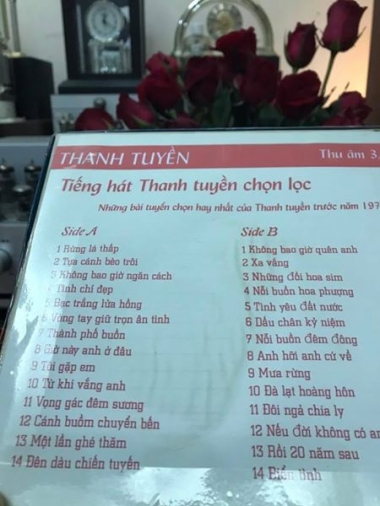 THANH TUYỀN Thu âm 3.
Tiếng hát Thanh tuyền chọn lọc
Những bài tuyển chọn hay nhất của Thanh tuyền trước năm 197
Side A
1 Rừng lá thấp
2 Tựa cánh bèo trôi
3 Không bao giờ ngăn cách
4 Tình chỉ đẹp
5 Bạc trắng lửa hồng
6 Vòng tay giữ trọn ân tình
7 Thành phố buồn
8 Giờ này anh ở đâu
9 Tôi gặp em
10 Từ khi vắng anh
11 Vọng gác đêm sương
12 Cánh buồm chuyển bến
13 Một lần ghé thăm
14 Đèn dàu chiến tuyến
Side B
1 Không bao giờ quên anh
2 Xa vắng
3 Những đồi hoa sim
4 Nỗi buồn hoa phượng
5 Tình yêu đất nước
6 Dấu chân kỷ niệm
7 Nỗi buồn đêm đông
8 Anh hỡi anh cứ về
9 Mưa rừng
10 Đà lạt hoàng hôn
11 Đôi ngả chia ly
12 Nếu đời không có an
13 Rồi 20 năm sau
14 tình